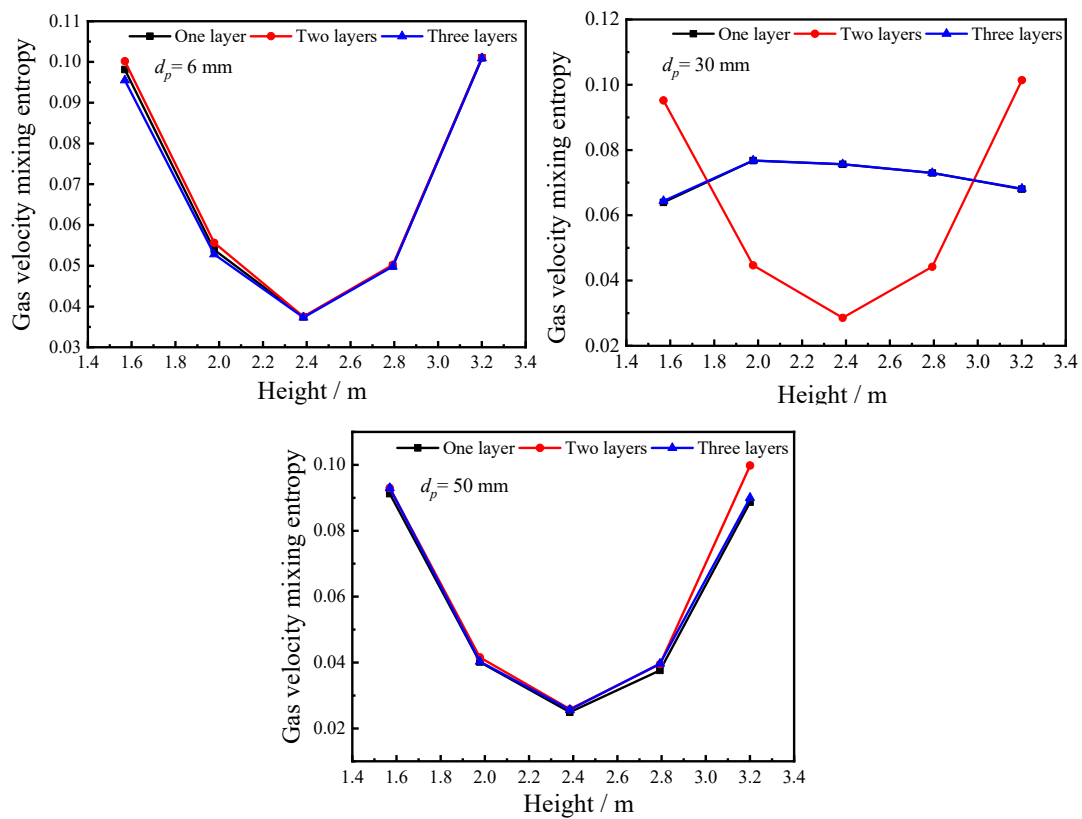 Gas velocity mixing entropy
0.11
0.10
0.09
0.08
0.07
0.06
0.05
0.04
0.03
One layer Two layers Three layers
dp= 6 mm
1.4 1.6 1.8 2.0 2.2 2.4 2.6 2.8 3.0 3.2 3.4
Height / m
Gas velocity mixing entropy
0.12
0.10
0.08
0.06
0.04
0.02
One layer Two layers Three layers
dp= 30 mm
1.4 1.6 1.8 2.0 2.2 2.4 2.6 2.8 3.0 3.2 3.4
Height / m
Gas velocity mixing entropy
0.10
0.08
0.06
0.04
0.02
One layer Two layers Three layers
dp= 50 mm
1.4 1.6 1.8 2.0 2.2 2.4 2.6 2.8 3.0 3.2 3.4
Height / m